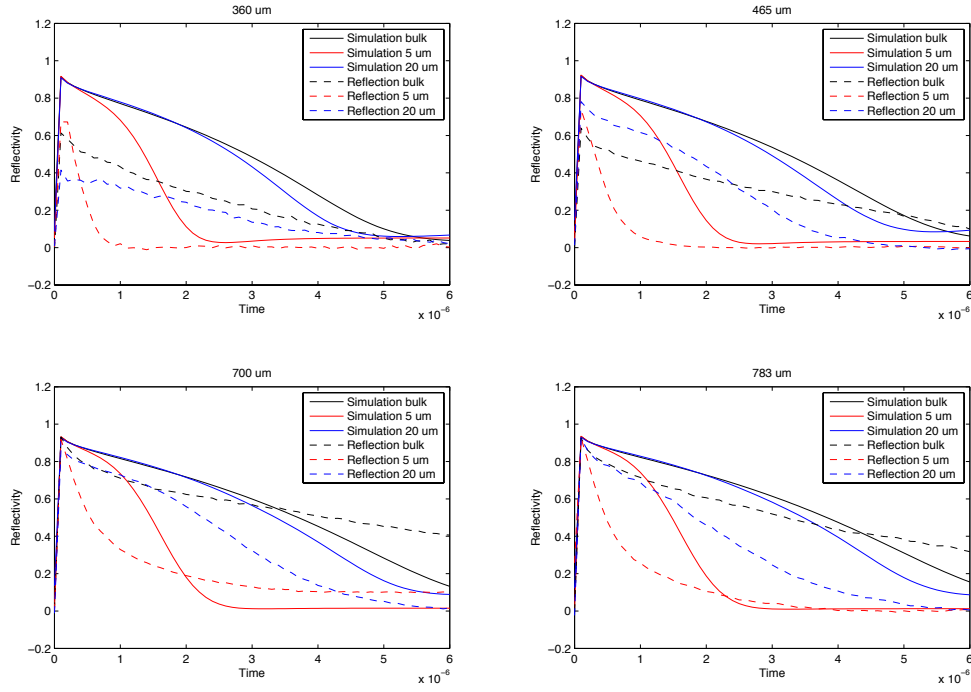 360 um
1.2
1
0.8
0.6
0.4
0.2
0
−0.2
Reflectivity
Simulation bulk
Simulation 5 um
Simulation 20 um
Reflection bulk
Reflection 5 um
Reflection 20 um
0 1 2 3 4 5 6
Time
x 10⁻⁶
465 um
1.2
1
0.8
0.6
0.4
0.2
0
−0.2
Reflectivity
Simulation bulk
Simulation 5 um
Simulation 20 um
Reflection bulk
Reflection 5 um
Reflection 20 um
0 1 2 3 4 5 6
Time
x 10⁻⁶
700 um
1.2
1
0.8
0.6
0.4
0.2
0
−0.2
Reflectivity
Simulation bulk
Simulation 5 um
Simulation 20 um
Reflection bulk
Reflection 5 um
Reflection 20 um
0 1 2 3 4 5 6
Time
x 10⁻⁶
783 um
1.2
1
0.8
0.6
0.4
0.2
0
−0.2
Reflectivity
Simulation bulk
Simulation 5 um
Simulation 20 um
Reflection bulk
Reflection 5 um
Reflection 20 um
0 1 2 3 4 5 6
Time
x 10⁻⁶